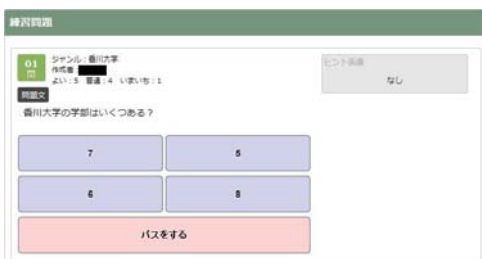 練習問題
01
問
ジャンル：香川大学
作成者：
よい：5 普通：4 いまいち：1
ヒント画像
なし
問題文
香川大学の学部はいくつある？
7
5
6
8
パスをする